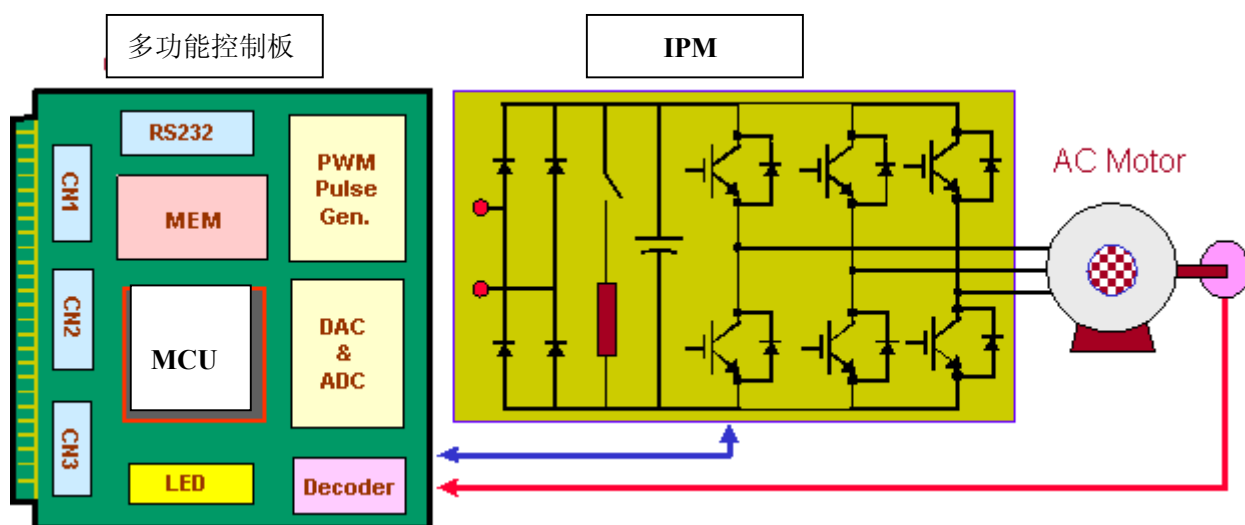 多功能控制板
IPM
RS232
CN1
MEM
PWM
Pulse
Gen.
AC Motor
CN2
MCU
DAC
&
ADC
CN3
LED
Decoder